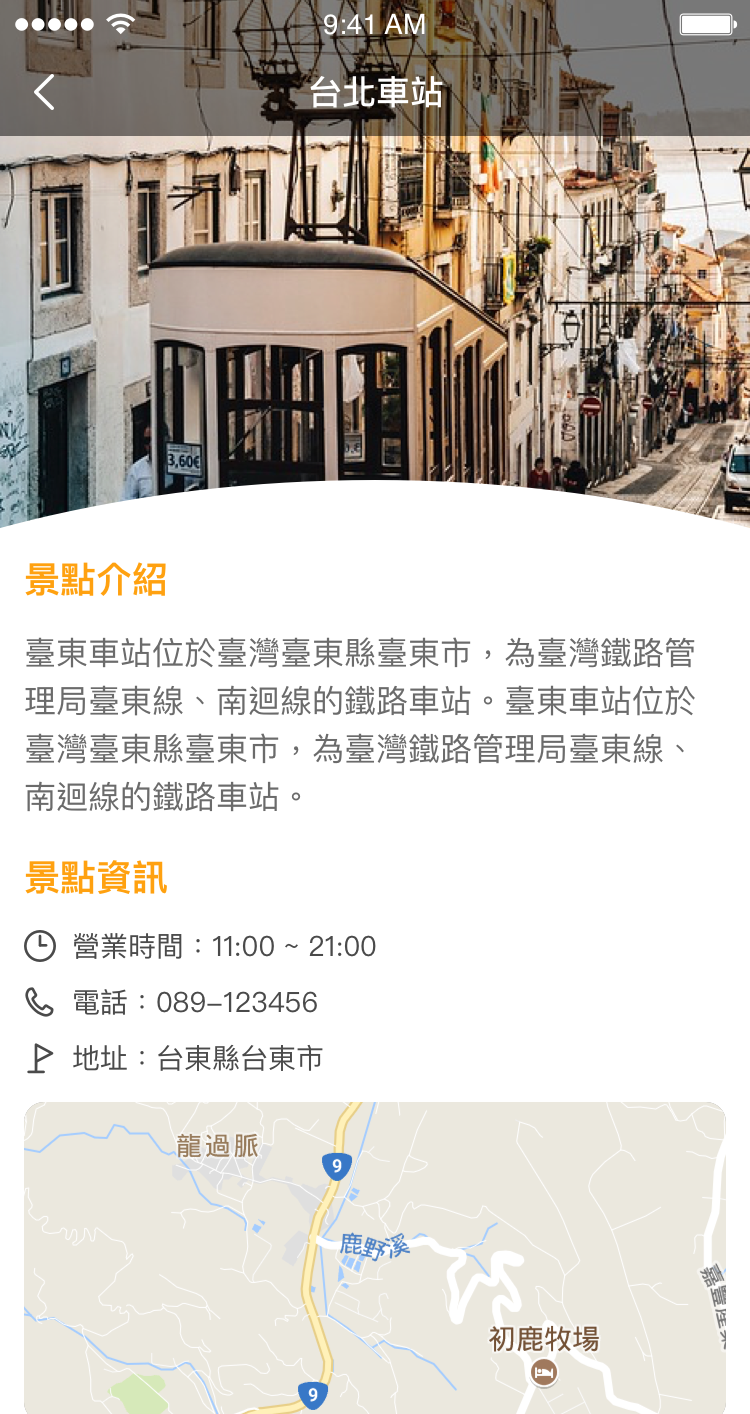 9:41 AM
台北車站
3,60€
景點介紹
臺東車站位於臺灣臺東縣臺東市，為臺灣鐵路管
理局臺東線、南迴線的鐵路車站。臺東車站位於
臺灣臺東縣臺東市，為臺灣鐵路管理局臺東線、
南迴線的鐵路車站。
景點資訊
營業時間：11:00 ~ 21:00
電話：089–123456
地址：台東縣台東市
龍過脈
9
鹿野溪
初鹿牧場
9